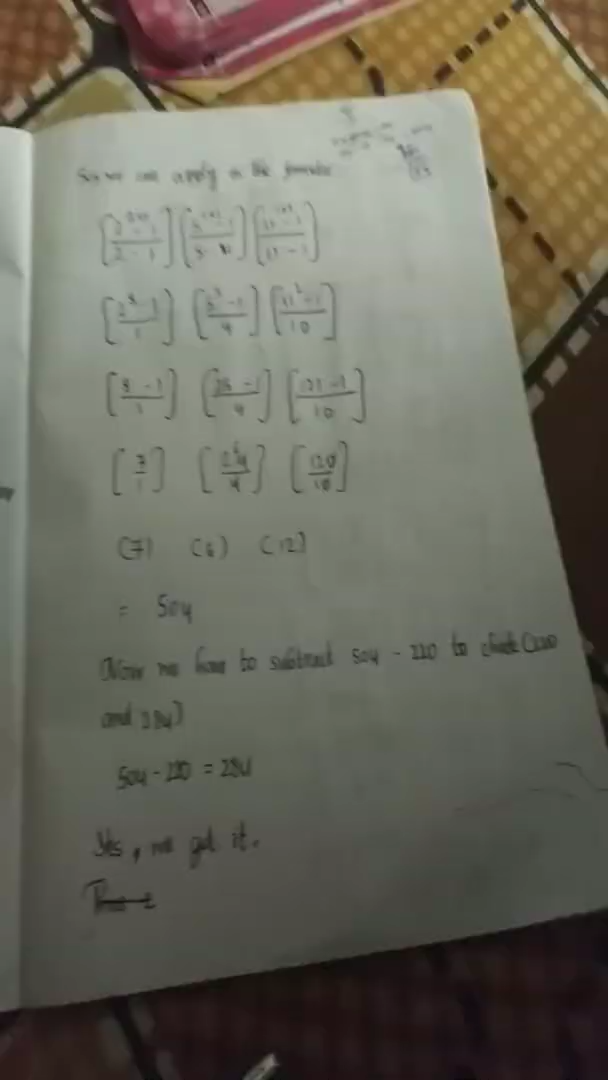 So we can apply in the formula
[2^2+1 - 1 / 2 - 1] [5^1+1 - 1 / 5 - 1] [11^1+1 - 1 / 11 - 1]
[2^3 - 1 / 1] [5^2 - 1 / 4] [11^2 - 1 / 10]
[8 - 1 / 1] [25 - 1 / 4] [121 - 1 / 10]
[7 / 1] [24 / 4] [120 / 10]
(7) (6) (12)
= 504
Now we have to subtract 504 - 220 to (220
and 284)
504 - 220 = 284
Yes, we got it.